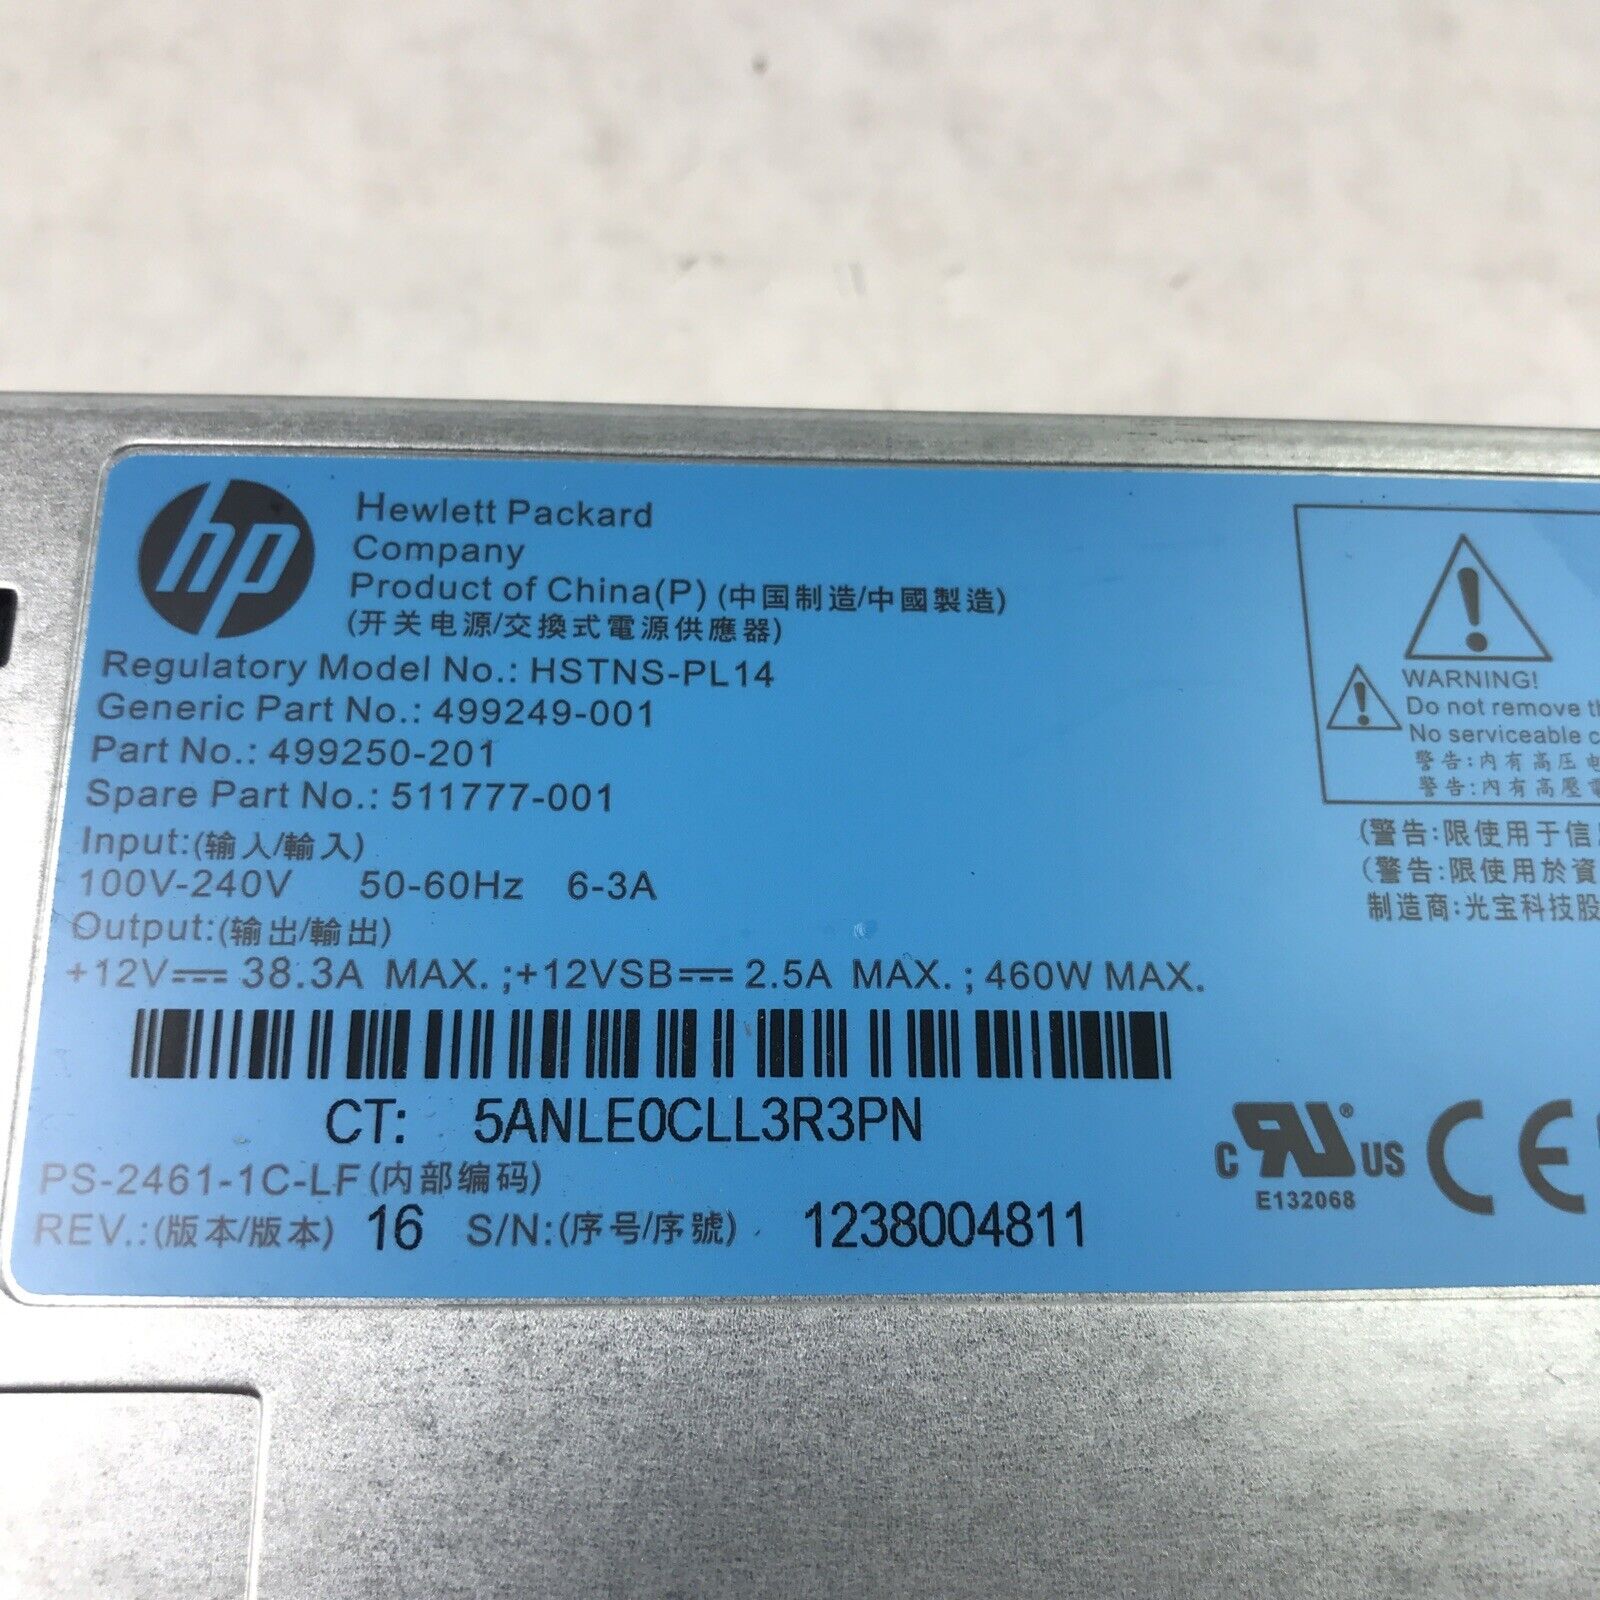 hp
Hewlett Packard
Company
Product of China(P) (中国制造/中國製造)
(开关电源/交換式電源供應器)
Regulatory Model No.: HSTNS-PL14
Generic Part No.: 499249-001
Part No.: 499250-201
Spare Part No.: 511777-001
Input:(输入/輸入)
100V-240V 50-60Hz 6-3A
Output:(输出/輸出)
+12V⎓ 38.3A MAX. ;+12VSB⎓ 2.5A MAX. ; 460W MAX.
CT: 5ANLE0CLL3R3PN
PS-2461-1C-LF (内部编码)
REV.:(版本/版本) 16 S/N:(序号/序號) 1238004811
WARNING!
Do not remove
No serviceable
警告:内有高压
警告:內有高壓
(警告:限使用于信
(警告:限使用於資
制造商:光宝科技股
c RU® US CE
E132068